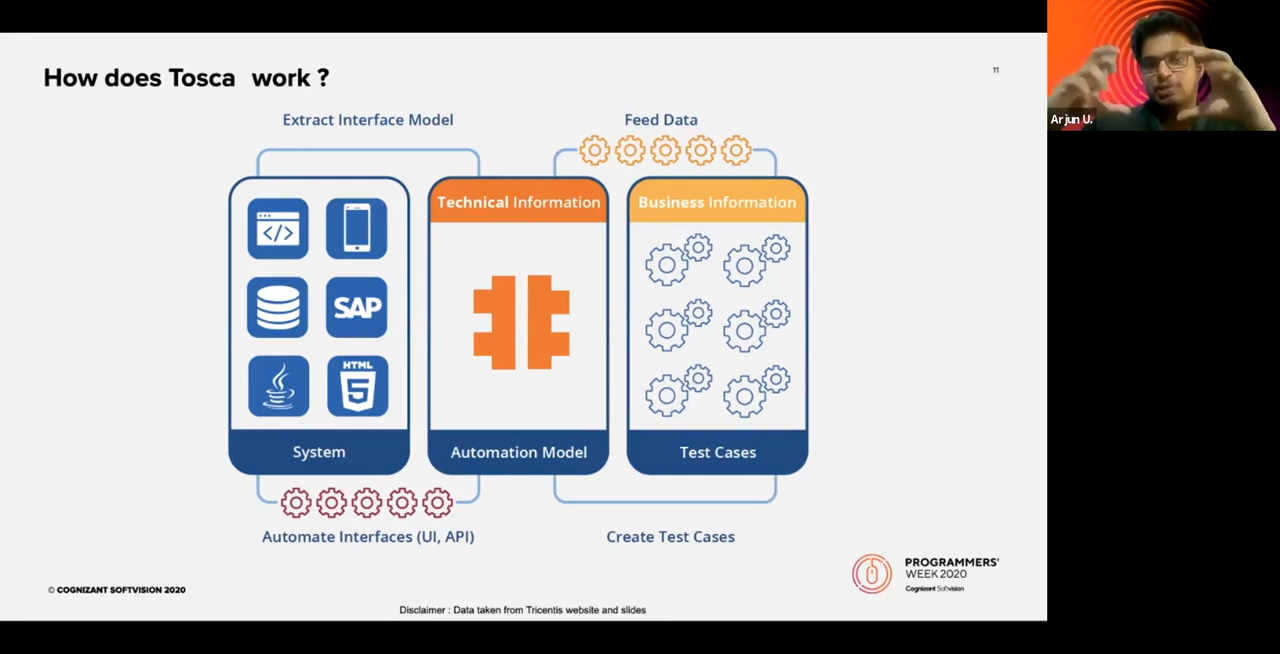 How does Tosca work ?
11
Extract Interface Model
Feed Data
Technical Information
Business Information
</>
SAP
HTML
5
System
Automation Model
Test Cases
Automate Interfaces (UI, API)
Create Test Cases
PROGRAMMERS'
WEEK 2020
Cognizant Softvision
© COGNIZANT SOFTVISION 2020
Disclaimer : Data taken from Tricentis website and slides
Arjun U.